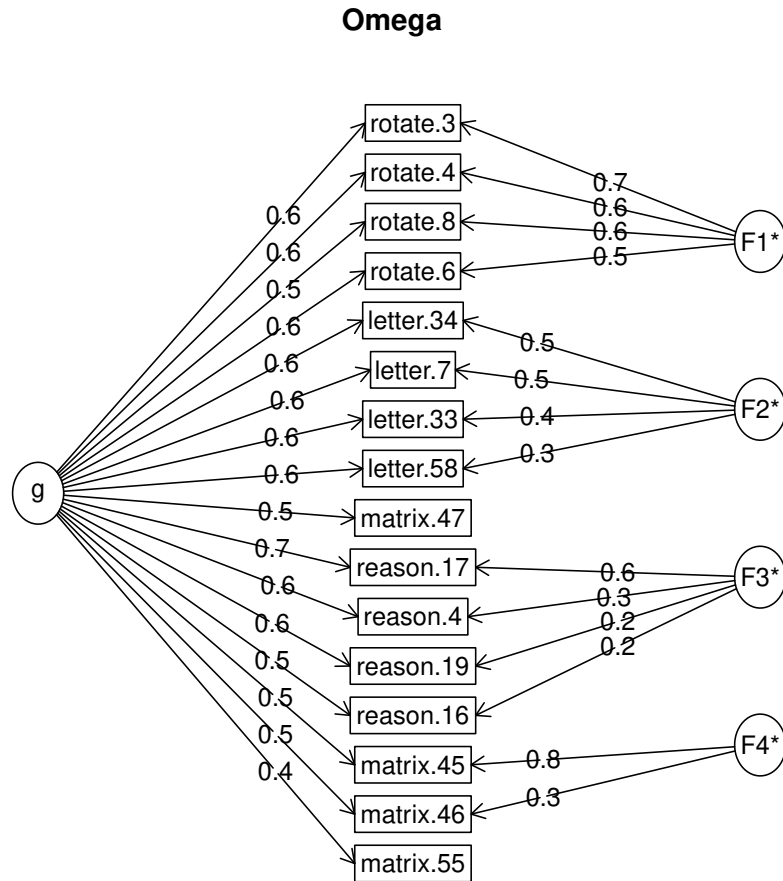 Omega
rotate.3
rotate.4
rotate.8
rotate.6
letter.34
letter.7
letter.33
letter.58
matrix.47
reason.17
reason.4
reason.19
reason.16
matrix.45
matrix.46
matrix.55
g
0.6
0.6
0.5
0.6
0.6
0.6
0.6
0.6
0.5
0.7
0.6
0.6
0.5
0.5
0.5
0.4
0.7
0.6
0.6
0.5
F1*
0.5
0.5
0.4
0.3
F2*
0.6
0.3
0.2
0.2
F3*
0.8
0.3
F4*